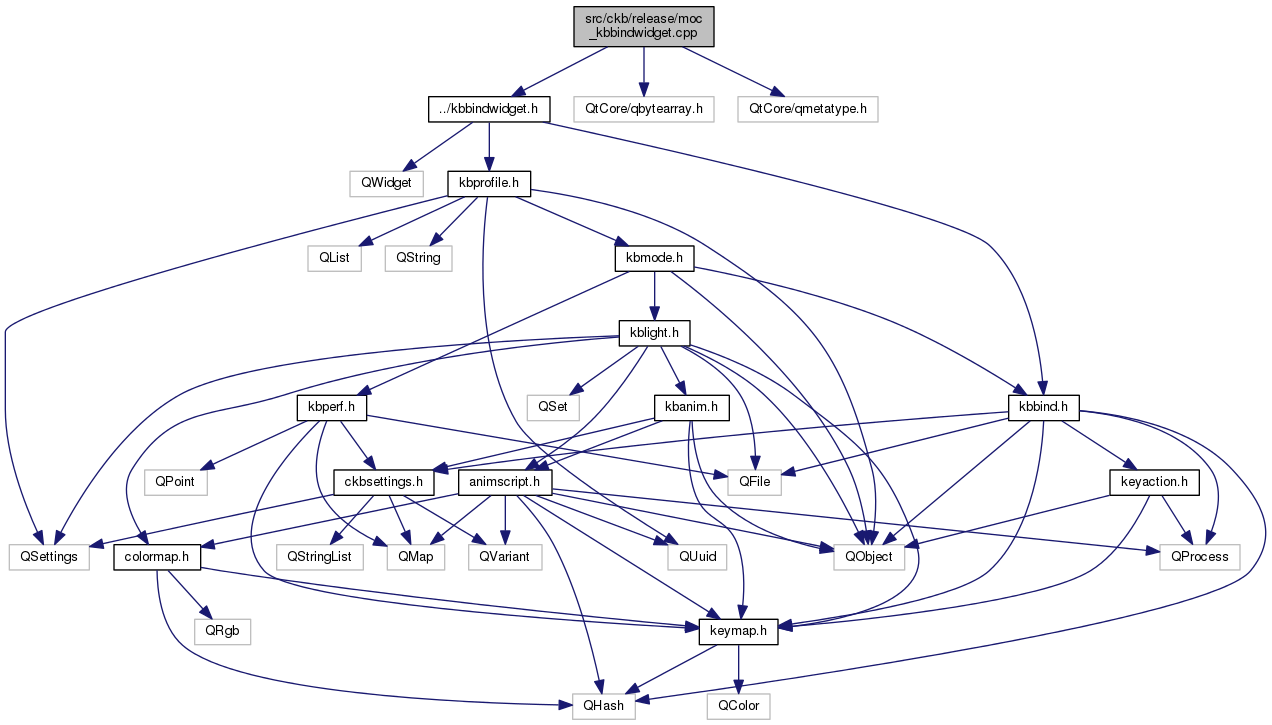 src/ckb/release/moc
_kbbindwidget.cpp
../kbbindwidget.h
QtCore/qbytearray.h
QtCore/qmetatype.h
QWidget
kbprofile.h
QList
QString
kbmode.h
kblight.h
kbperf.h
QSet
kbanim.h
kbbind.h
QPoint
ckbsettings.h
animscript.h
QFile
keyaction.h
QSettings
colormap.h
QStringList
QMap
QVariant
QUuid
QObject
QProcess
QRgb
keymap.h
QHash
QColor